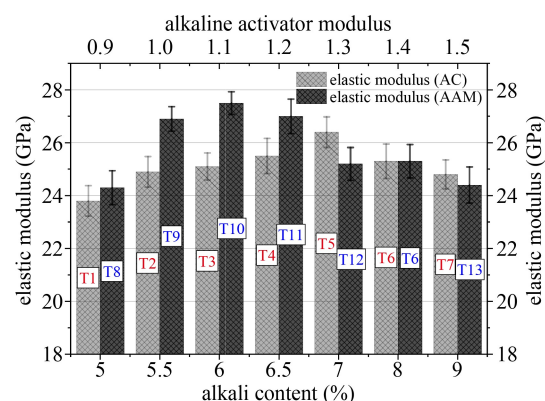 alkaline activator modulus
0.9 1.0 1.1 1.2 1.3 1.4 1.5
elastic modulus (AC)
elastic modulus (AAM)
elastic modulus (GPa)
28 28
26 26
24 24
22 22
20 20
18 18
elastic modulus (GPa)
T1 T8 T2 T9 T3 T10 T4 T11 T5 T12 T6 T6 T7 T13
5 5.5 6 6.5 7 8 9
alkali content (%)